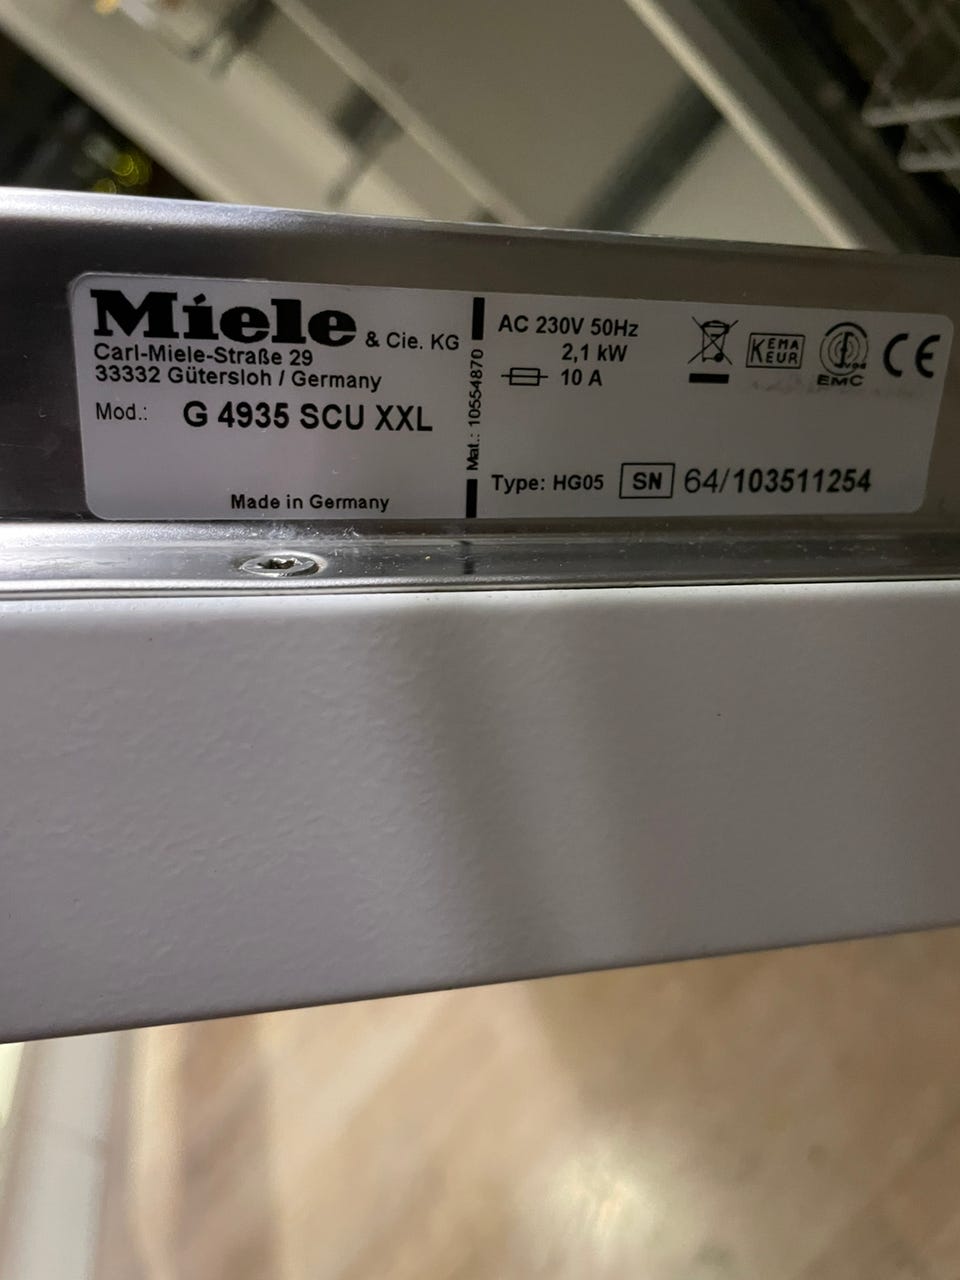 Miele & Cie. KG
Carl-Miele-Straße 29
33332 Gütersloh / Germany
Mod.: G 4935 SCU XXL
Made in Germany
Mat.: 10554870
AC 230V 50Hz
2,1 kW
10 A
Type: HG05 SN 64/103511254
KEMA
KEUR
EMC
CE